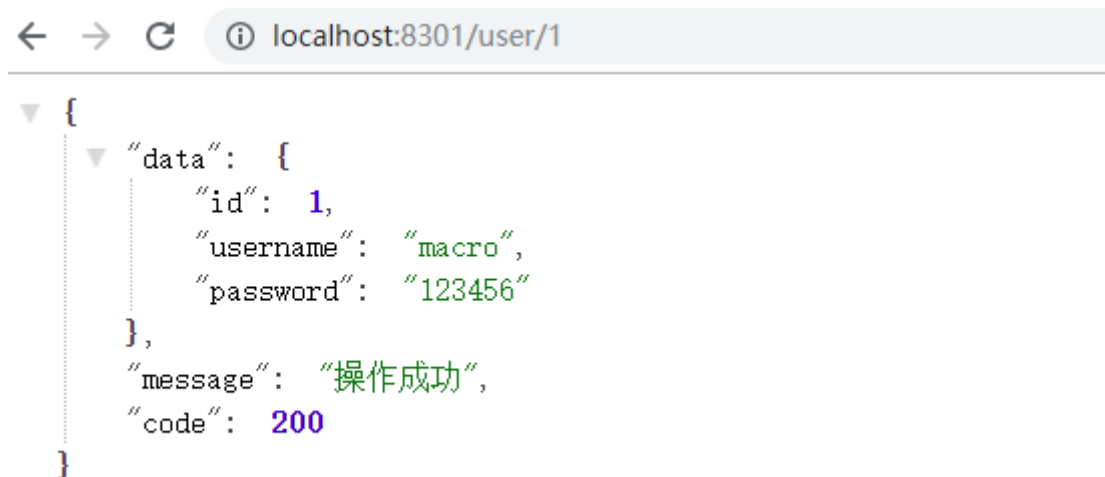 localhost:8301/user/1
{
"data": {
"id": 1,
"username": "macro",
"password": "123456"
},
"message": "操作成功",
"code": 200
}